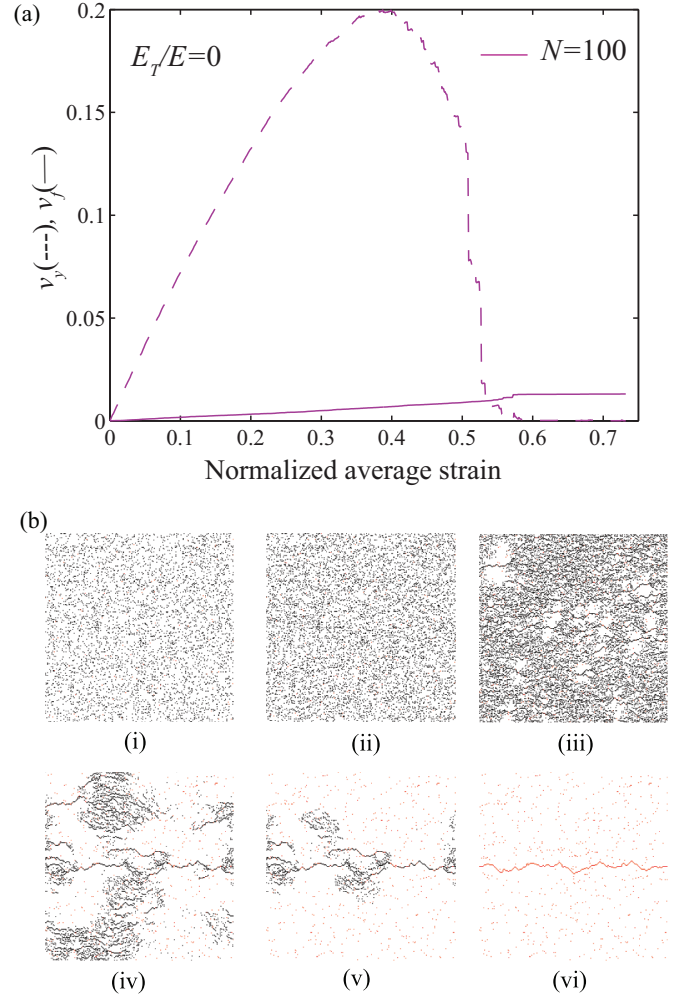 (a)
0.2
E_T/E=0
N=100
0.15
0.1
0.05
0
v_y(---), v_f(—)
0 0.1 0.2 0.3 0.4 0.5 0.6 0.7
Normalized average strain
(b)
(i) (ii) (iii)
(iv) (v) (vi)